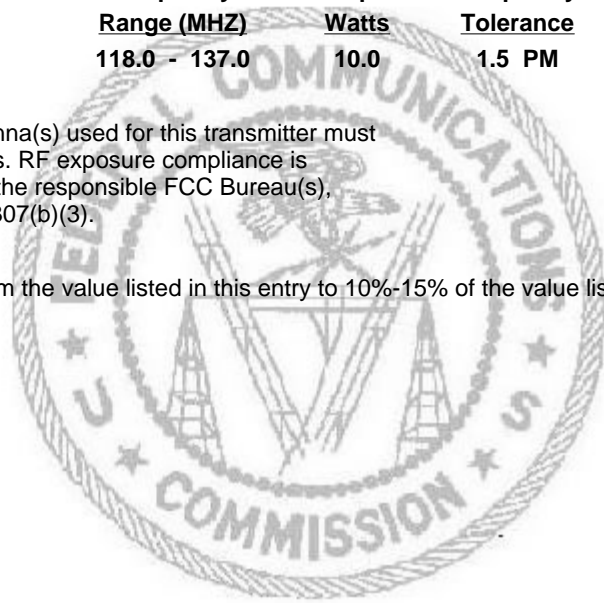 Range (MHZ) Watts Tolerance
118.0 - 137.0 10.0 1.5 PM
nna(s) used for this transmitter must
s. RF exposure compliance is
the responsible FCC Bureau(s),
307(b)(3).
m the value listed in this entry to 10%-15% of the value lis
FEDERAL COMMUNICATIONS
U S
COMMISSION